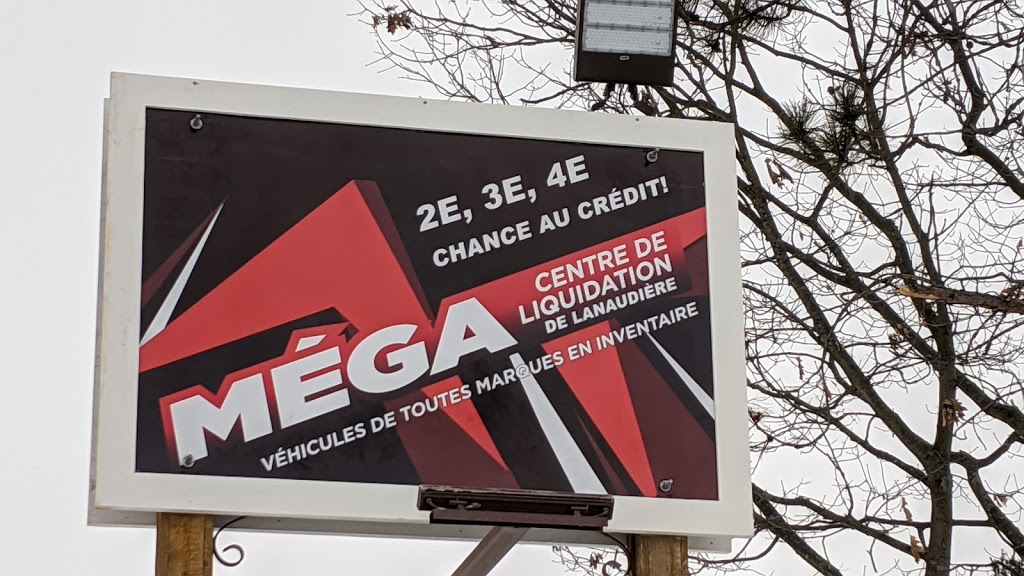 2E, 3E, 4E
CHANCE AU CRÉDIT!
MÉGA
CENTRE DE
LIQUIDATION
DE LANAUDIÈRE
VÉHICULES DE TOUTES MARQUES EN INVENTAIRE